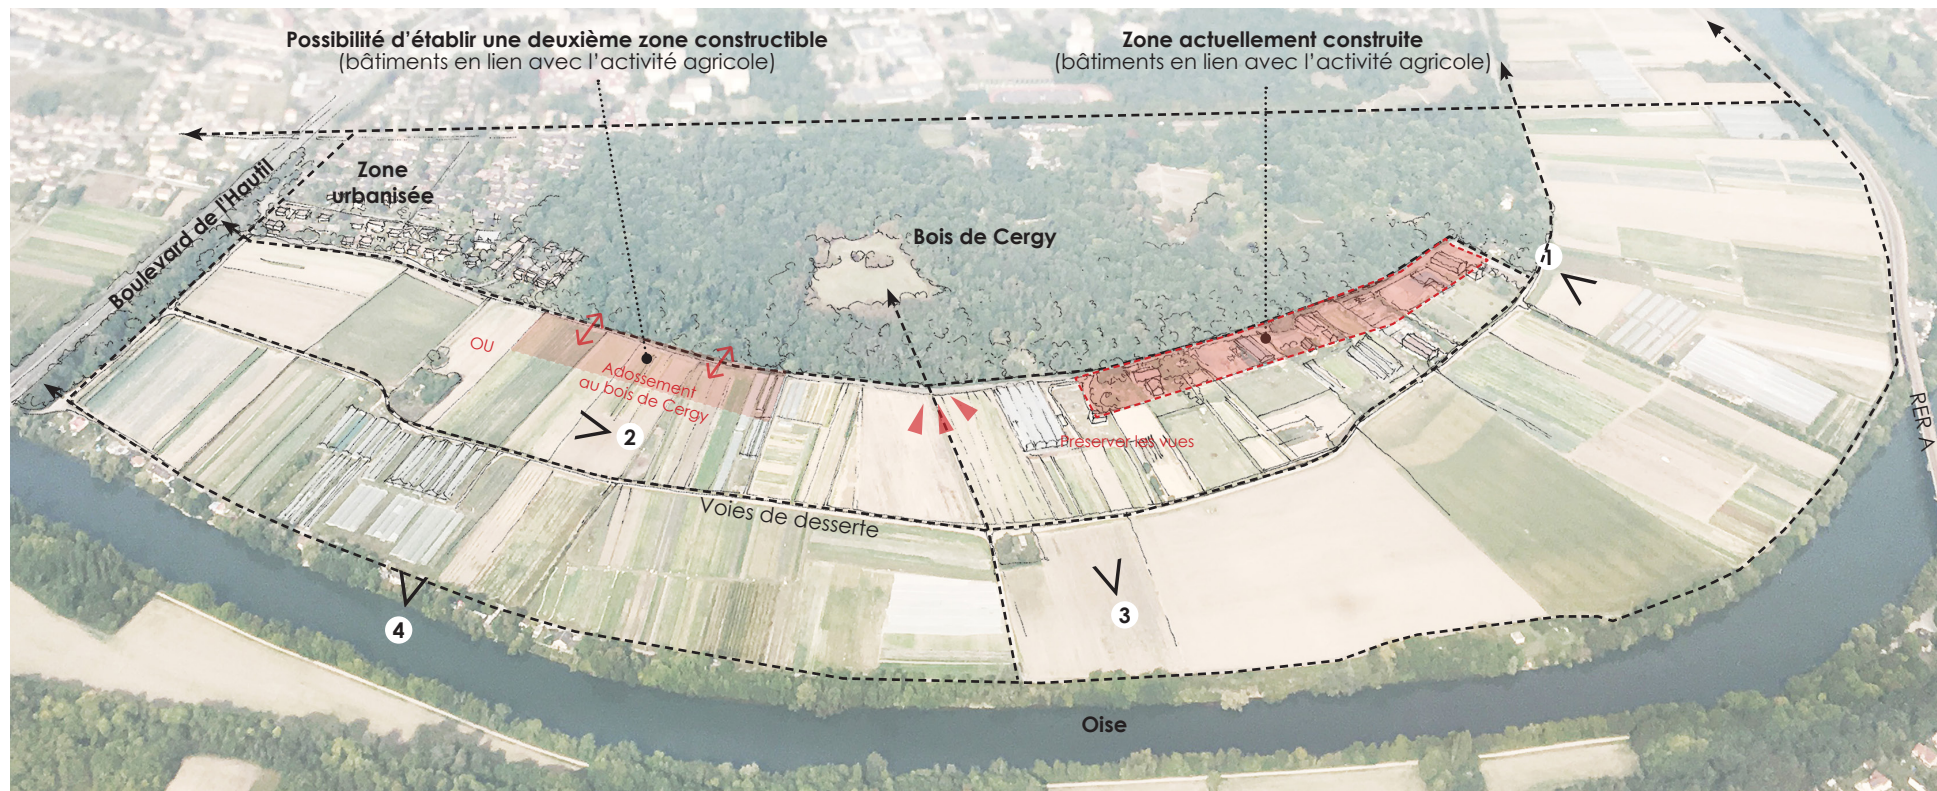 Possibilité d’établir une deuxième zone constructible
(bâtiments en lien avec l’activité agricole)
Zone actuellement construite
(bâtiments en lien avec l’activité agricole)
Zone
urbanisée
Boulevard de l'Hautil
Bois de Cergy
1
OU
Adossement
au bois de Cergy
2
Préserver les vues
RER A
Voies de desserte
3
4
Oise